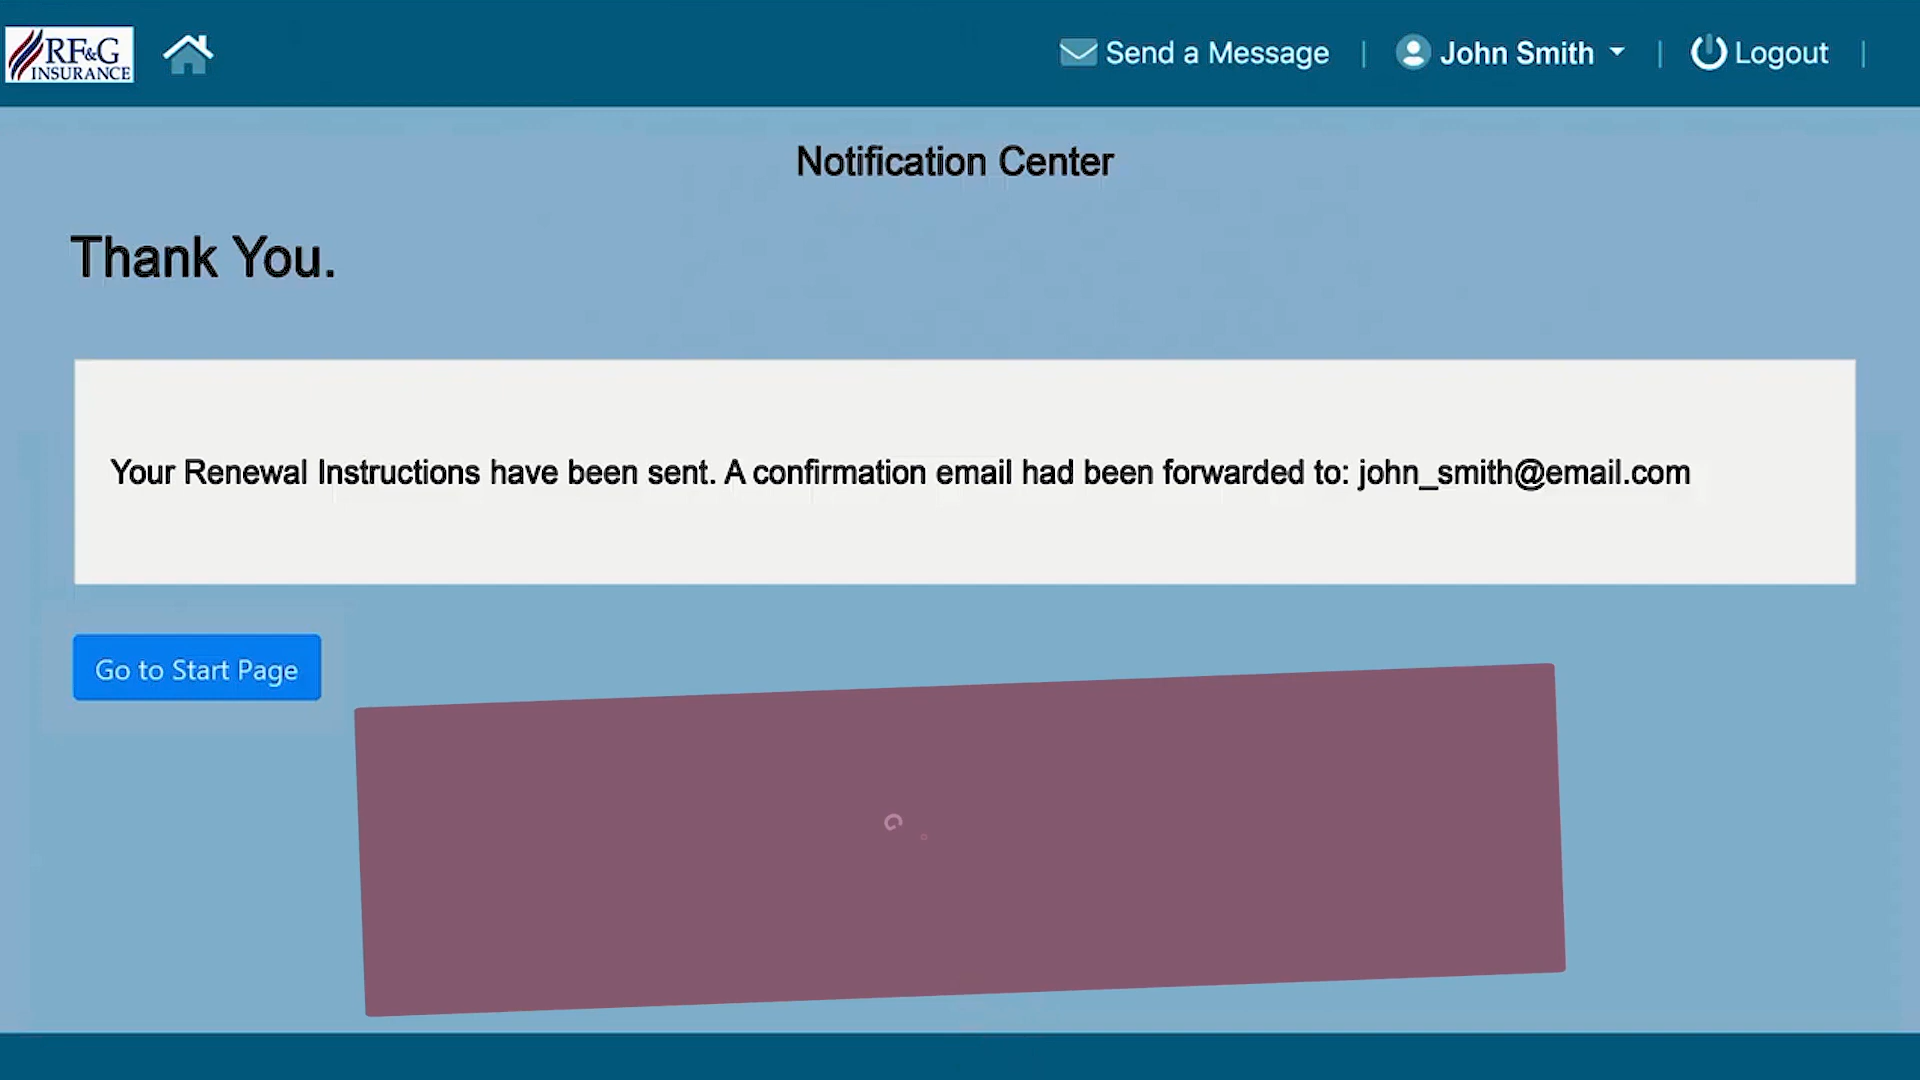 RF&G
INSURANCE
Send a Message | John Smith | Logout |
Notification Center
Thank You.
Your Renewal Instructions have been sent. A confirmation email had been forwarded to: john_smith@email.com
Go to Start Page